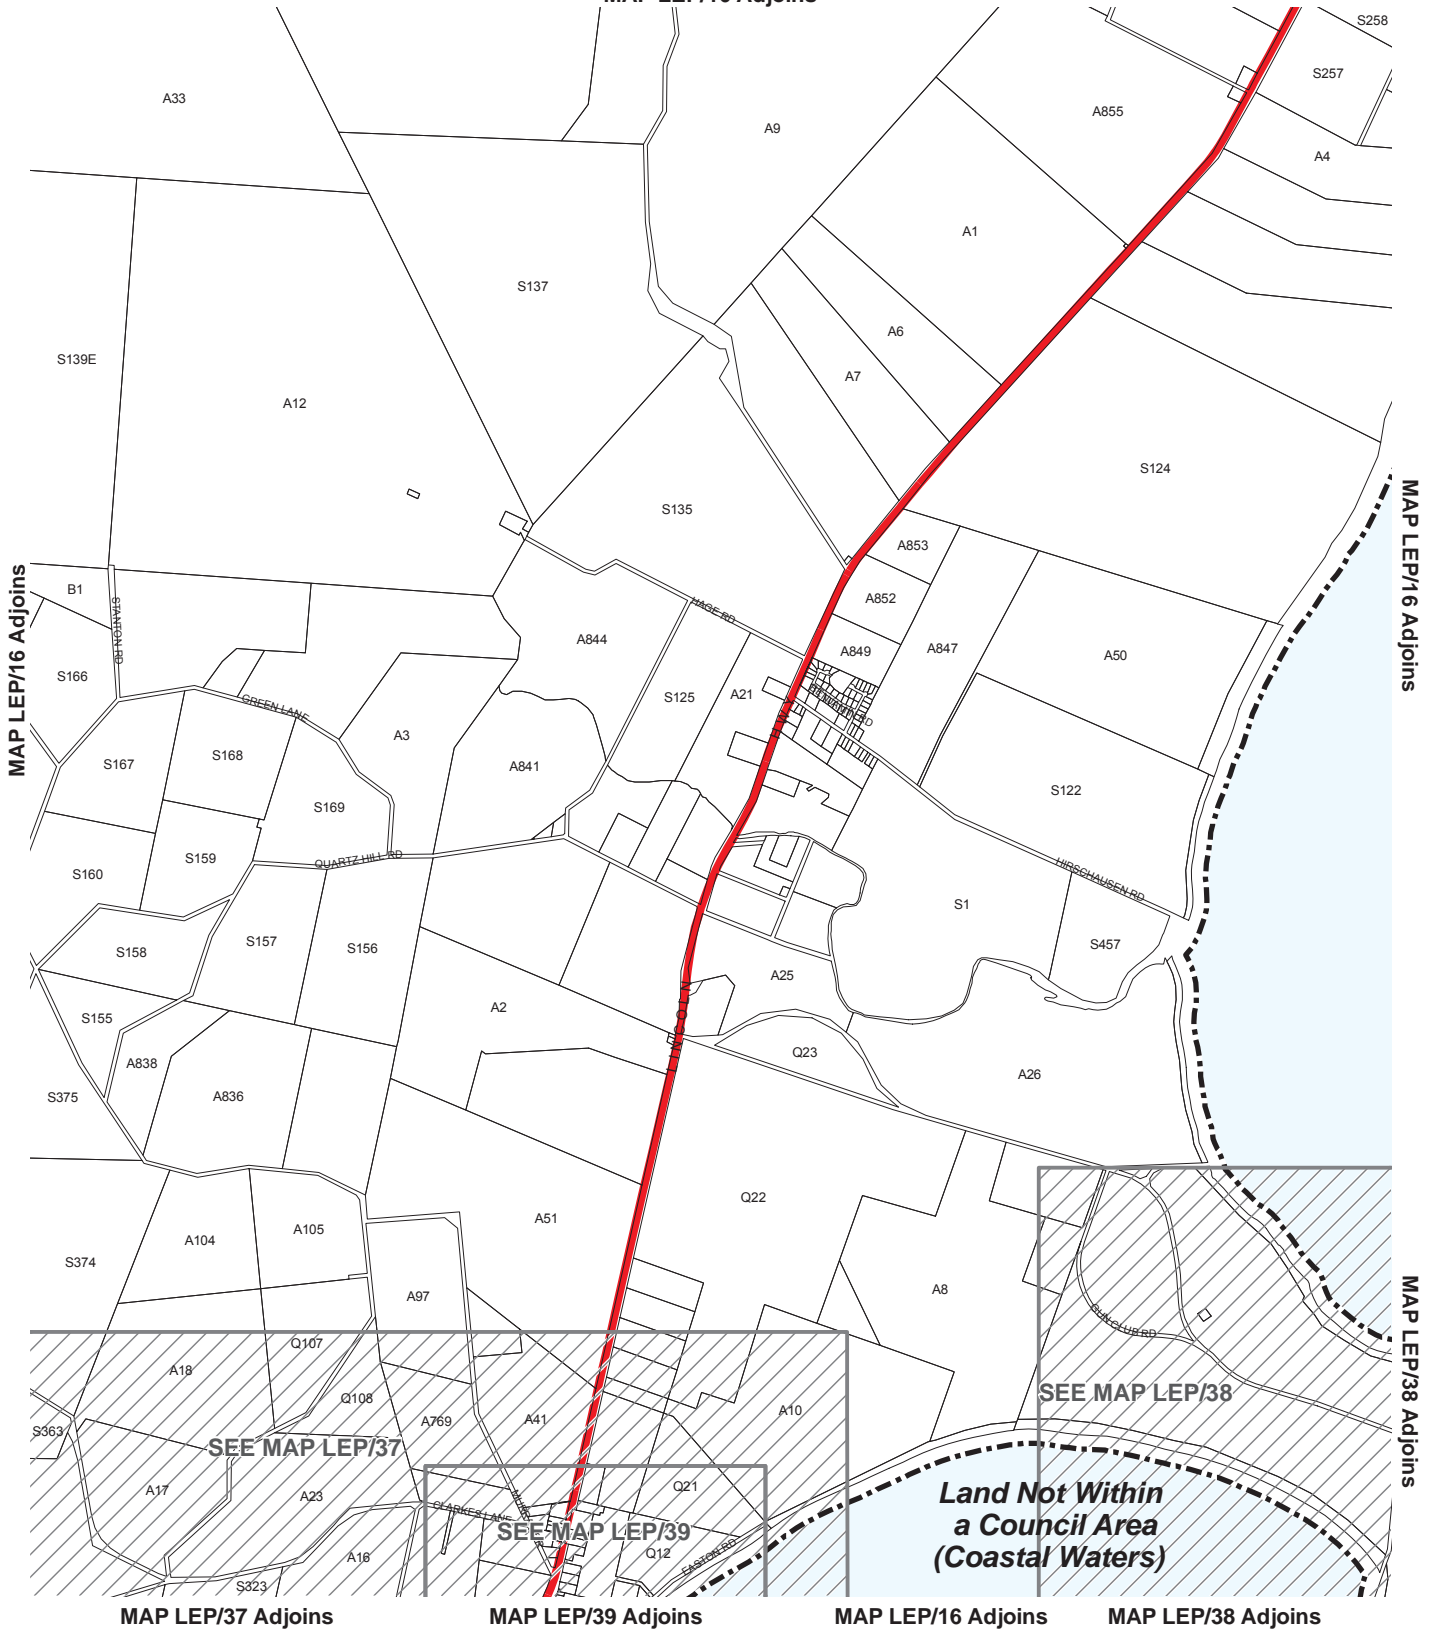 S258
S257
A33
A855
A9
A4
A1
S137
A6
S139E
A7
A12
S124
S135
MAP LEP/16 Adjoins
A853
B1
A852
STANTON RD
HAGE RD
A844
A849
A847
A50
MAP LEP/16 Adjoins
S166
S125
A21
GREEN LANE
A3
S167
S168
A841
S122
S169
S159
QUARTZ HILL RD
HIRSCHAUSEN RD
S160
S1
S157
S156
S158
S457
A25
A2
LINCOLN
HWY
S155
Q23
A838
A26
A836
S375
Q22
A51
A105
A104
S374
A8
A97
MAP LEP/38 Adjoins
GUN CLUB RD
Q107
A18
Q108
SEE MAP LEP/38
A769
A41
A10
S363
SEE MAP LEP/37
Q21
A17
A23
Land Not Within
a Council Area
(Coastal Waters)
CLARKES LANE
SEE MAP LEP/39
Q12
A16
EASTON RD
S323
MAP LEP/37 Adjoins
MAP LEP/39 Adjoins
MAP LEP/16 Adjoins
MAP LEP/38 Adjoins